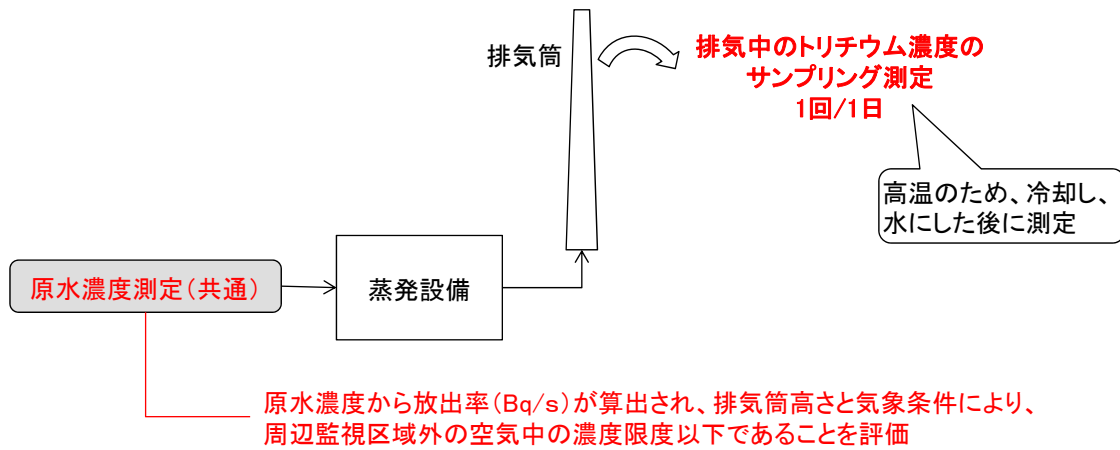 排気筒
排気中のトリチウム濃度の
サンプリング測定
1回/1日
高温のため、冷却し、
水にした後に測定
原水濃度測定(共通)
蒸発設備
原水濃度から放出率(Bq/s)が算出され、排気筒高さと気象条件により、
周辺監視区域外の空気中の濃度限度以下であることを評価